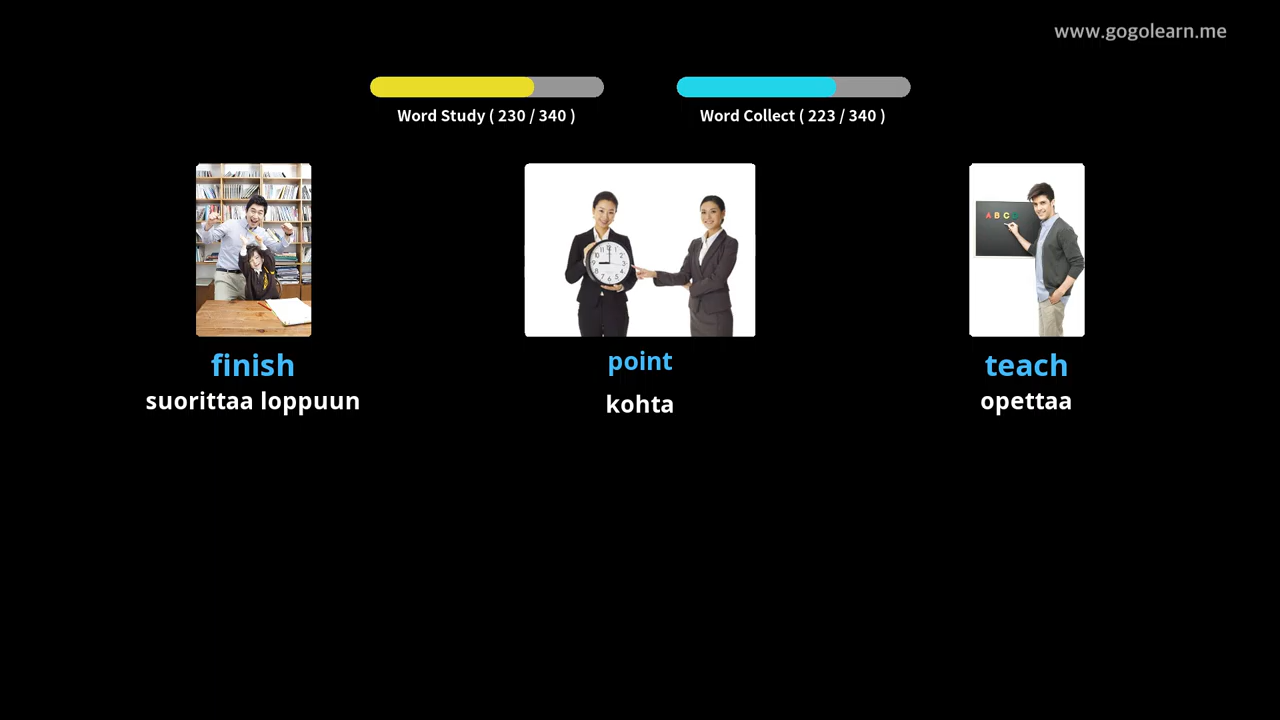 www.gogolearn.me
Word Study ( 230 / 340 )
Word Collect ( 223 / 340 )
A B C
finish
suorittaa loppuun
point
kohta
teach
opettaa